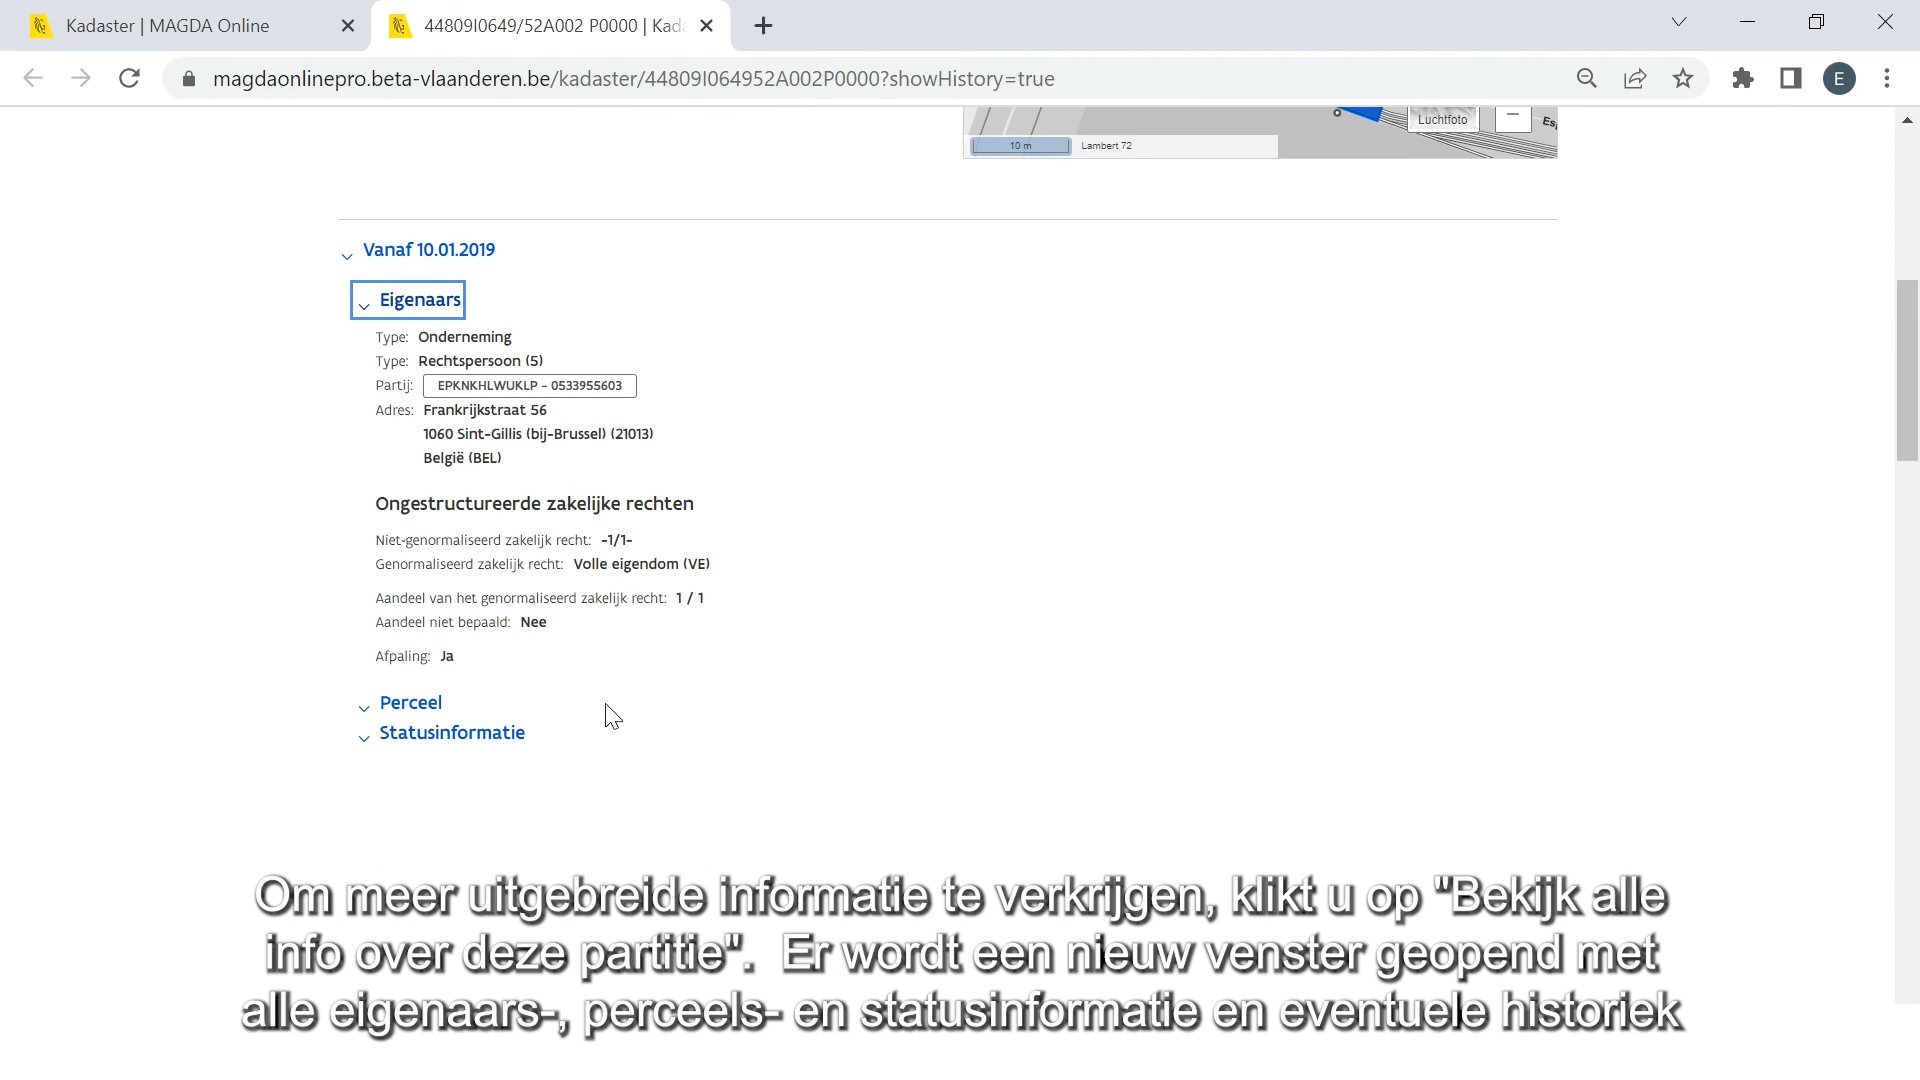 Kadaster | MAGDA Online
44809I0649/52A002 P0000 | Kada
magdaonlinepro.beta-vlaanderen.be/kadaster/44809I064952A002P0000?showHistory=true
E
Luchtfoto
10 m
Lambert 72
Vanaf 10.01.2019
Eigenaars
Type: Onderneming
Type: Rechtspersoon (5)
Partij: EPKNKHLWUKLP - 0533955603
Adres: Frankrijkstraat 56
1060 Sint-Gillis (bij-Brussel) (21013)
België (BEL)
Ongestructureerde zakelijke rechten
Niet-genormaliseerd zakelijk recht: -1/1-
Genormaliseerd zakelijk recht: Volle eigendom (VE)
Aandeel van het genormaliseerd zakelijk recht: 1 / 1
Aandeel niet bepaald: Nee
Afpaling: Ja
Perceel
Statusinformatie
Om meer uitgebreide informatie te verkrijgen, klikt u op "Bekijk alle
info over deze partitie". Er wordt een nieuw venster geopend met
alle eigenaars-, perceels- en statusinformatie en eventuele historiek